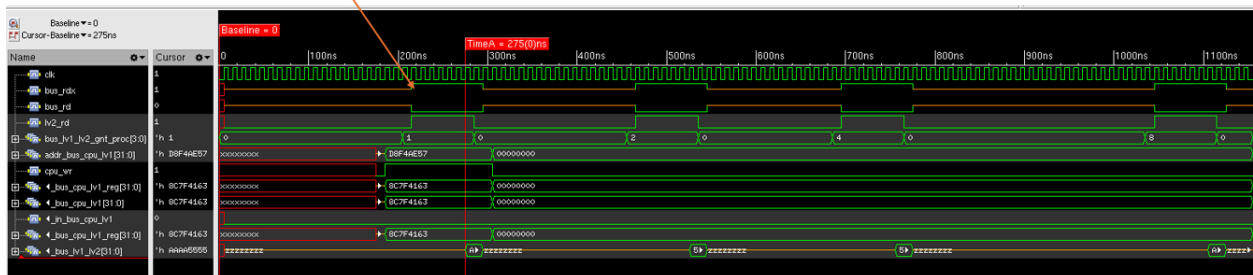 Baseline▼=0
Cursor-Baseline▼=275ns
Baseline = 0
TimeA = 275(0)ns
Name Cursor 0 100ns 200ns 300ns 400ns 500ns 600ns 700ns 800ns 900ns 1000ns 1100ns
clk 1
bus_rdx 1
bus_rd 0
lv2_rd 1
bus_lv1_lv2_gnt_proc[3:0] 'h 1 0 1 0 2 0 4 0 8 0
addr_bus_cpu_lv1[31:0] 'h D8F4AE57 xxxxxxxx D8F4AE57 00000000
cpu_wr 1
_bus_cpu_lv1_reg[31:0] 'h 8C7F4163 xxxxxxxx 8C7F4163 00000000
_bus_cpu_lv1[31:0] 'h 8C7F4163 xxxxxxxx 8C7F4163 00000000
_in_bus_cpu_lv1 0
_bus_cpu_lv1_reg[31:0] 'h 8C7F4163 xxxxxxxx 8C7F4163 00000000
_bus_lv1_lv2[31:0] 'h AAAA5555 zzzzzzzz A zzzzzzzz 5 zzzzzzzz 5 zzzzzzzz A zzzz